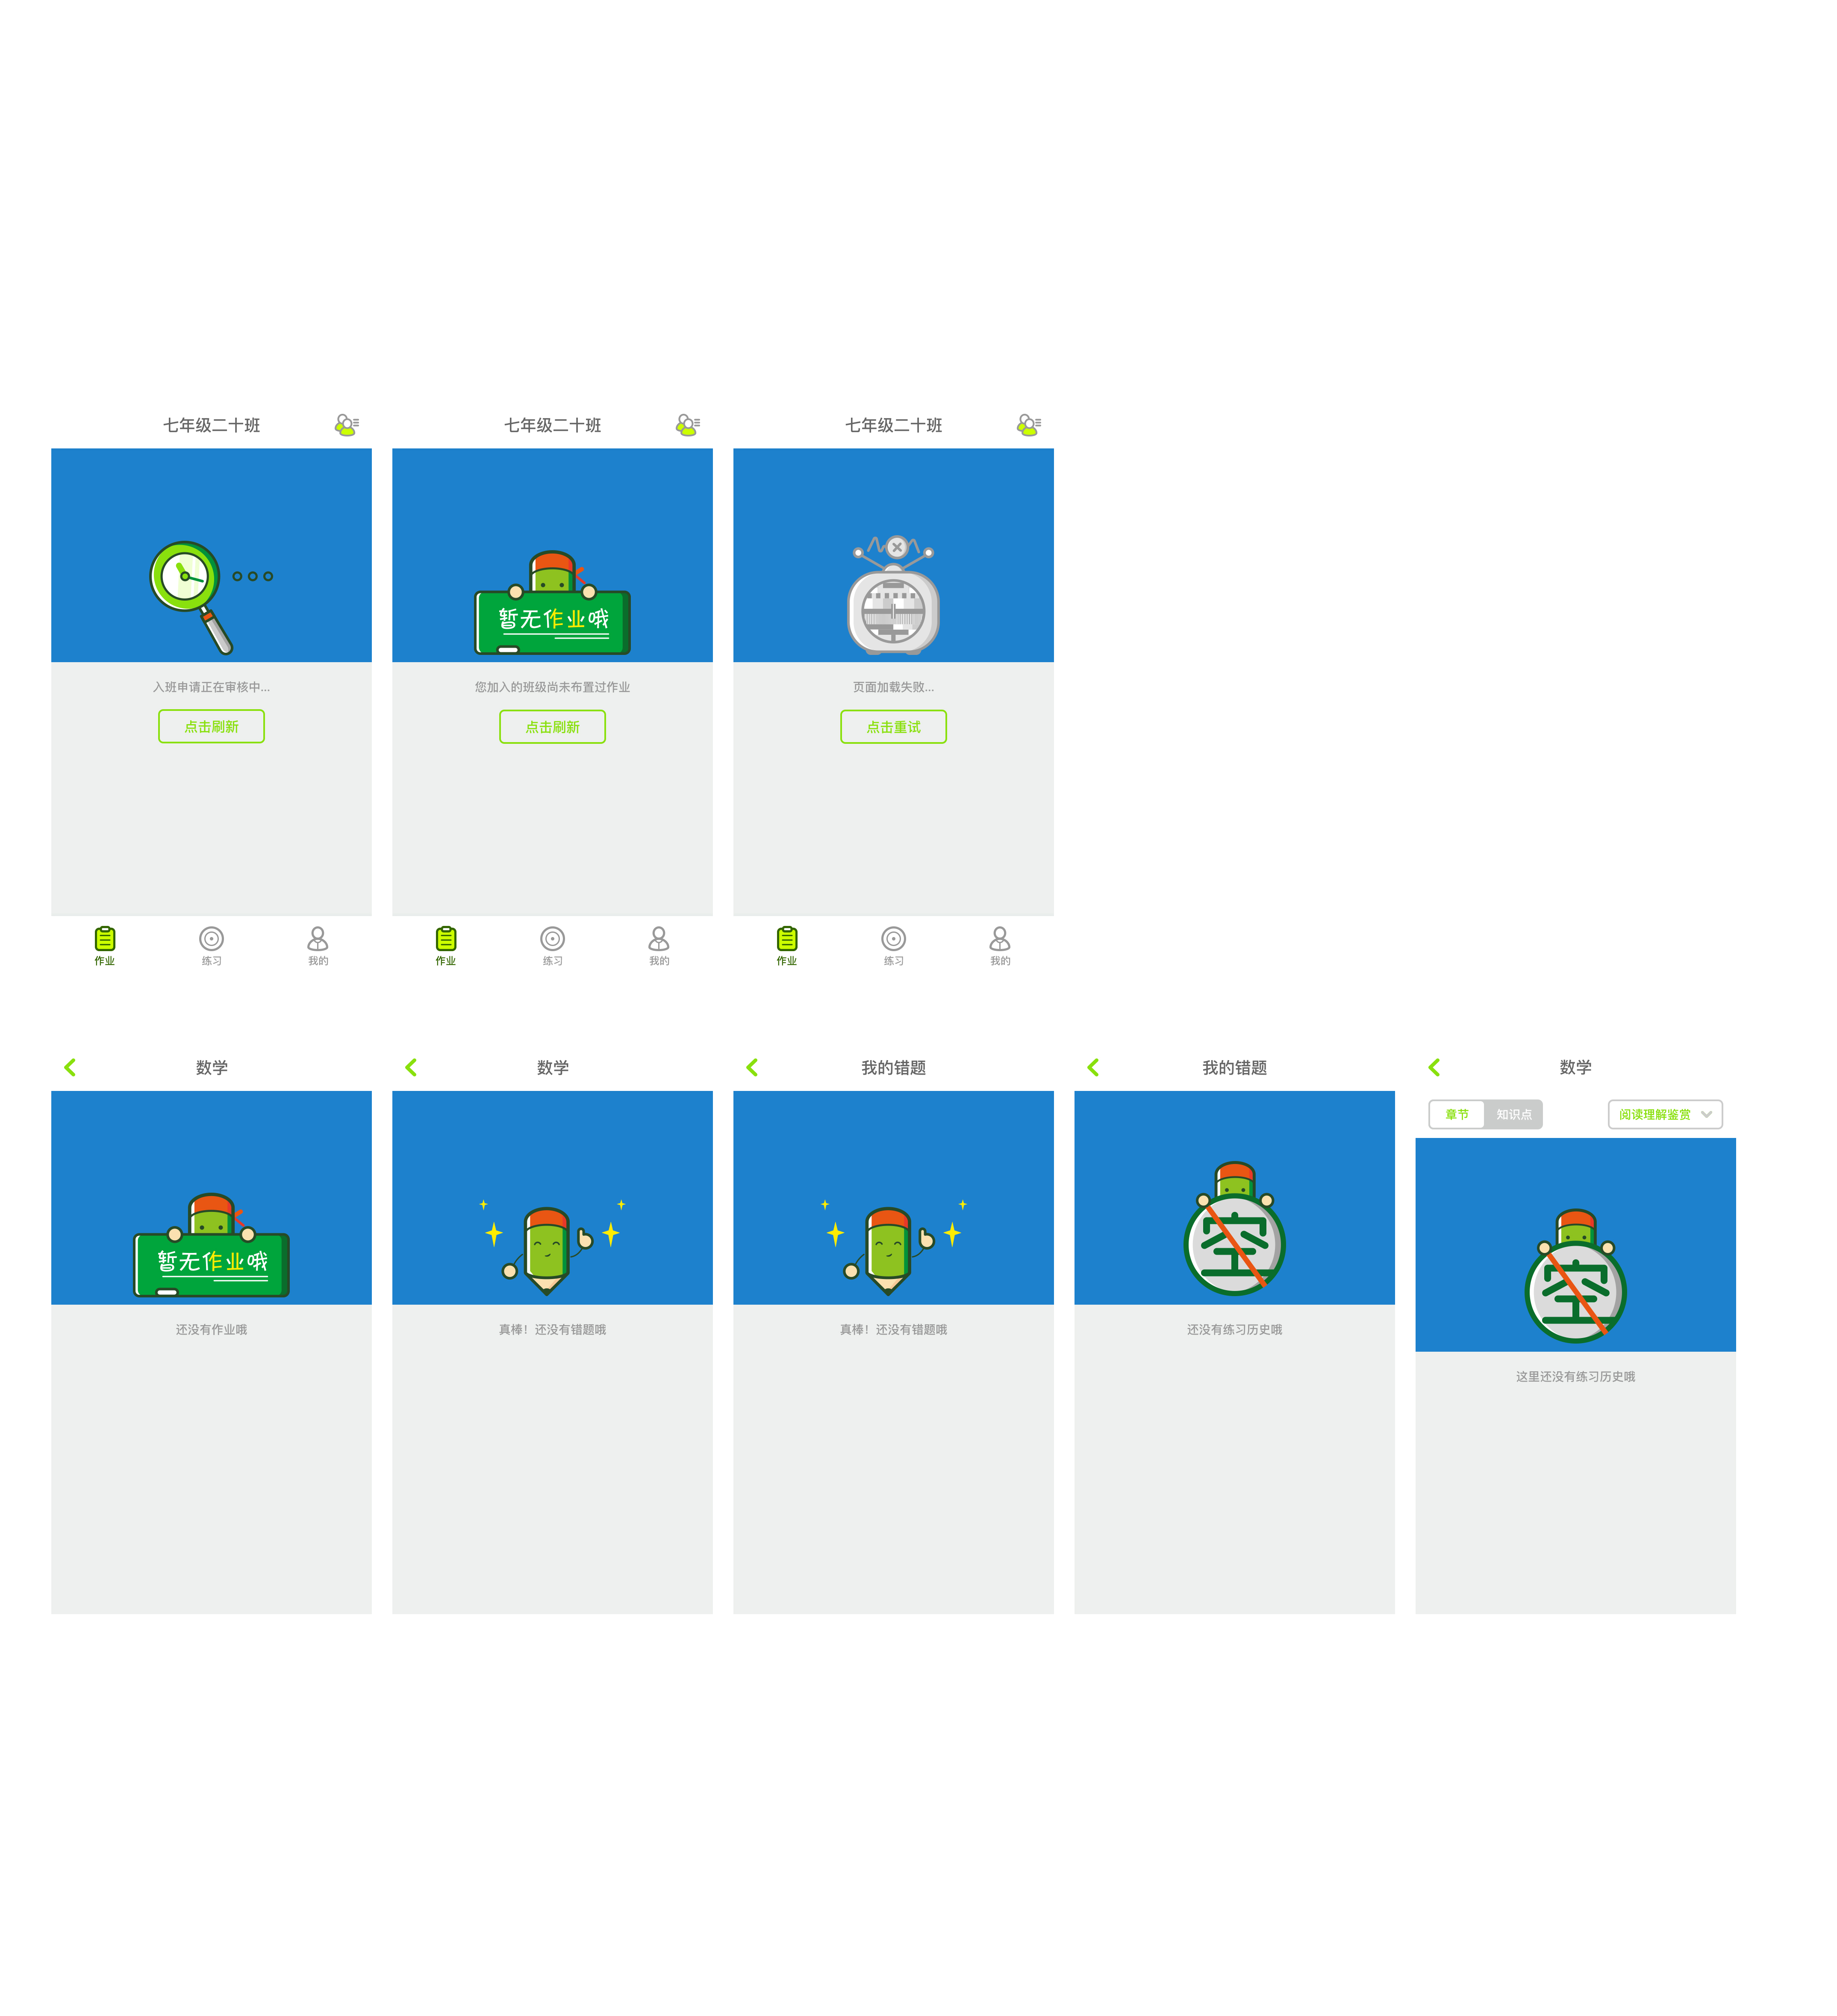 七年级二十班
暂无作业哦
入班申请正在审核中...
点击刷新
作业 练习 我的
七年级二十班
暂无作业哦
您加入的班级尚未布置过作业
点击刷新
作业 练习 我的
七年级二十班
页面加载失败...
点击重试
作业 练习 我的
数学
暂无作业哦
还没有作业哦
数学
真棒！还没有错题哦
我的错题
真棒！还没有错题哦
我的错题
空
还没有练习历史哦
数学
章节 知识点 阅读理解鉴赏
空
这里还没有练习历史哦